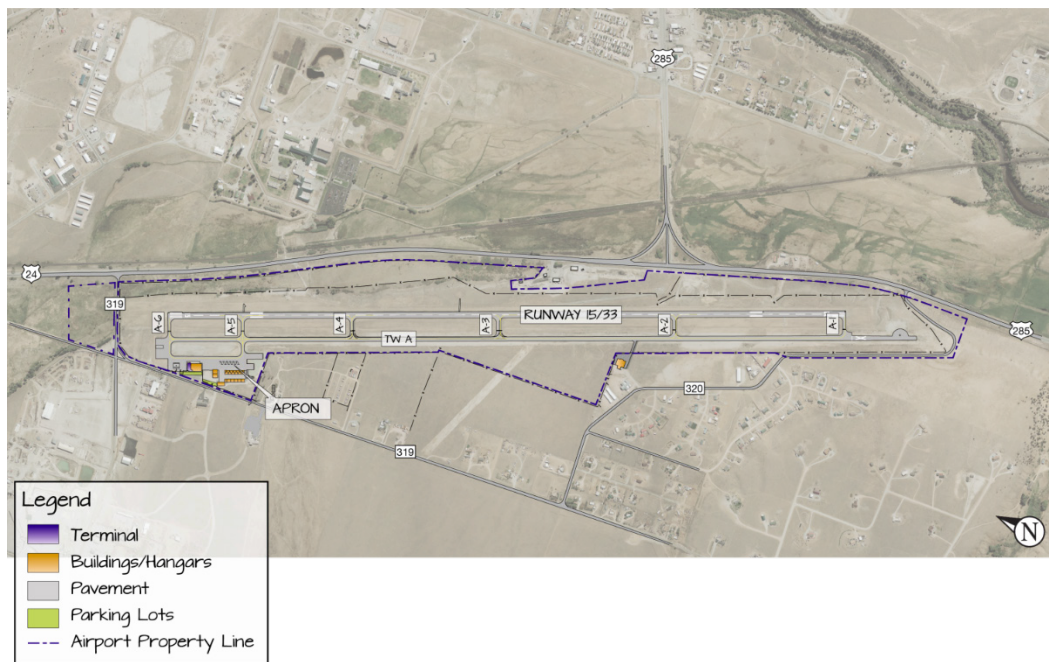 285
24
319
A-6
A-5
A-4
A-3
A-2
A-1
RUNWAY 15/33
TW A
285
320
APRON
319
N
Legend
Terminal
Buildings/Hangars
Pavement
Parking Lots
Airport Property Line